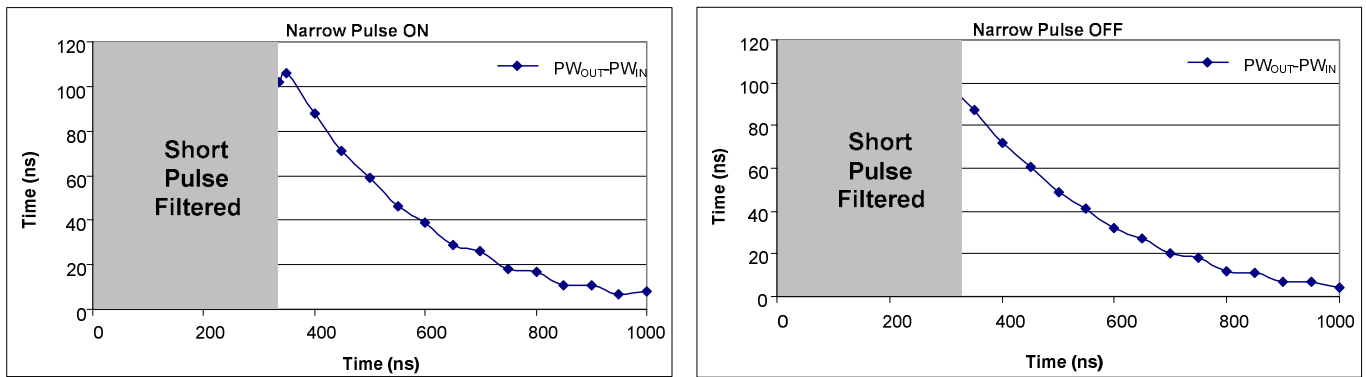 Narrow Pulse ON
120
100
80
60
40
20
0
Time (ns)
PWOUT-PWIN
Short
Pulse
Filtered
0 200 400 600 800 1000
Time (ns)
Narrow Pulse OFF
120
100
80
60
40
20
0
Time (ns)
PWOUT-PWIN
Short
Pulse
Filtered
0 200 400 600 800 1000
Time (ns)